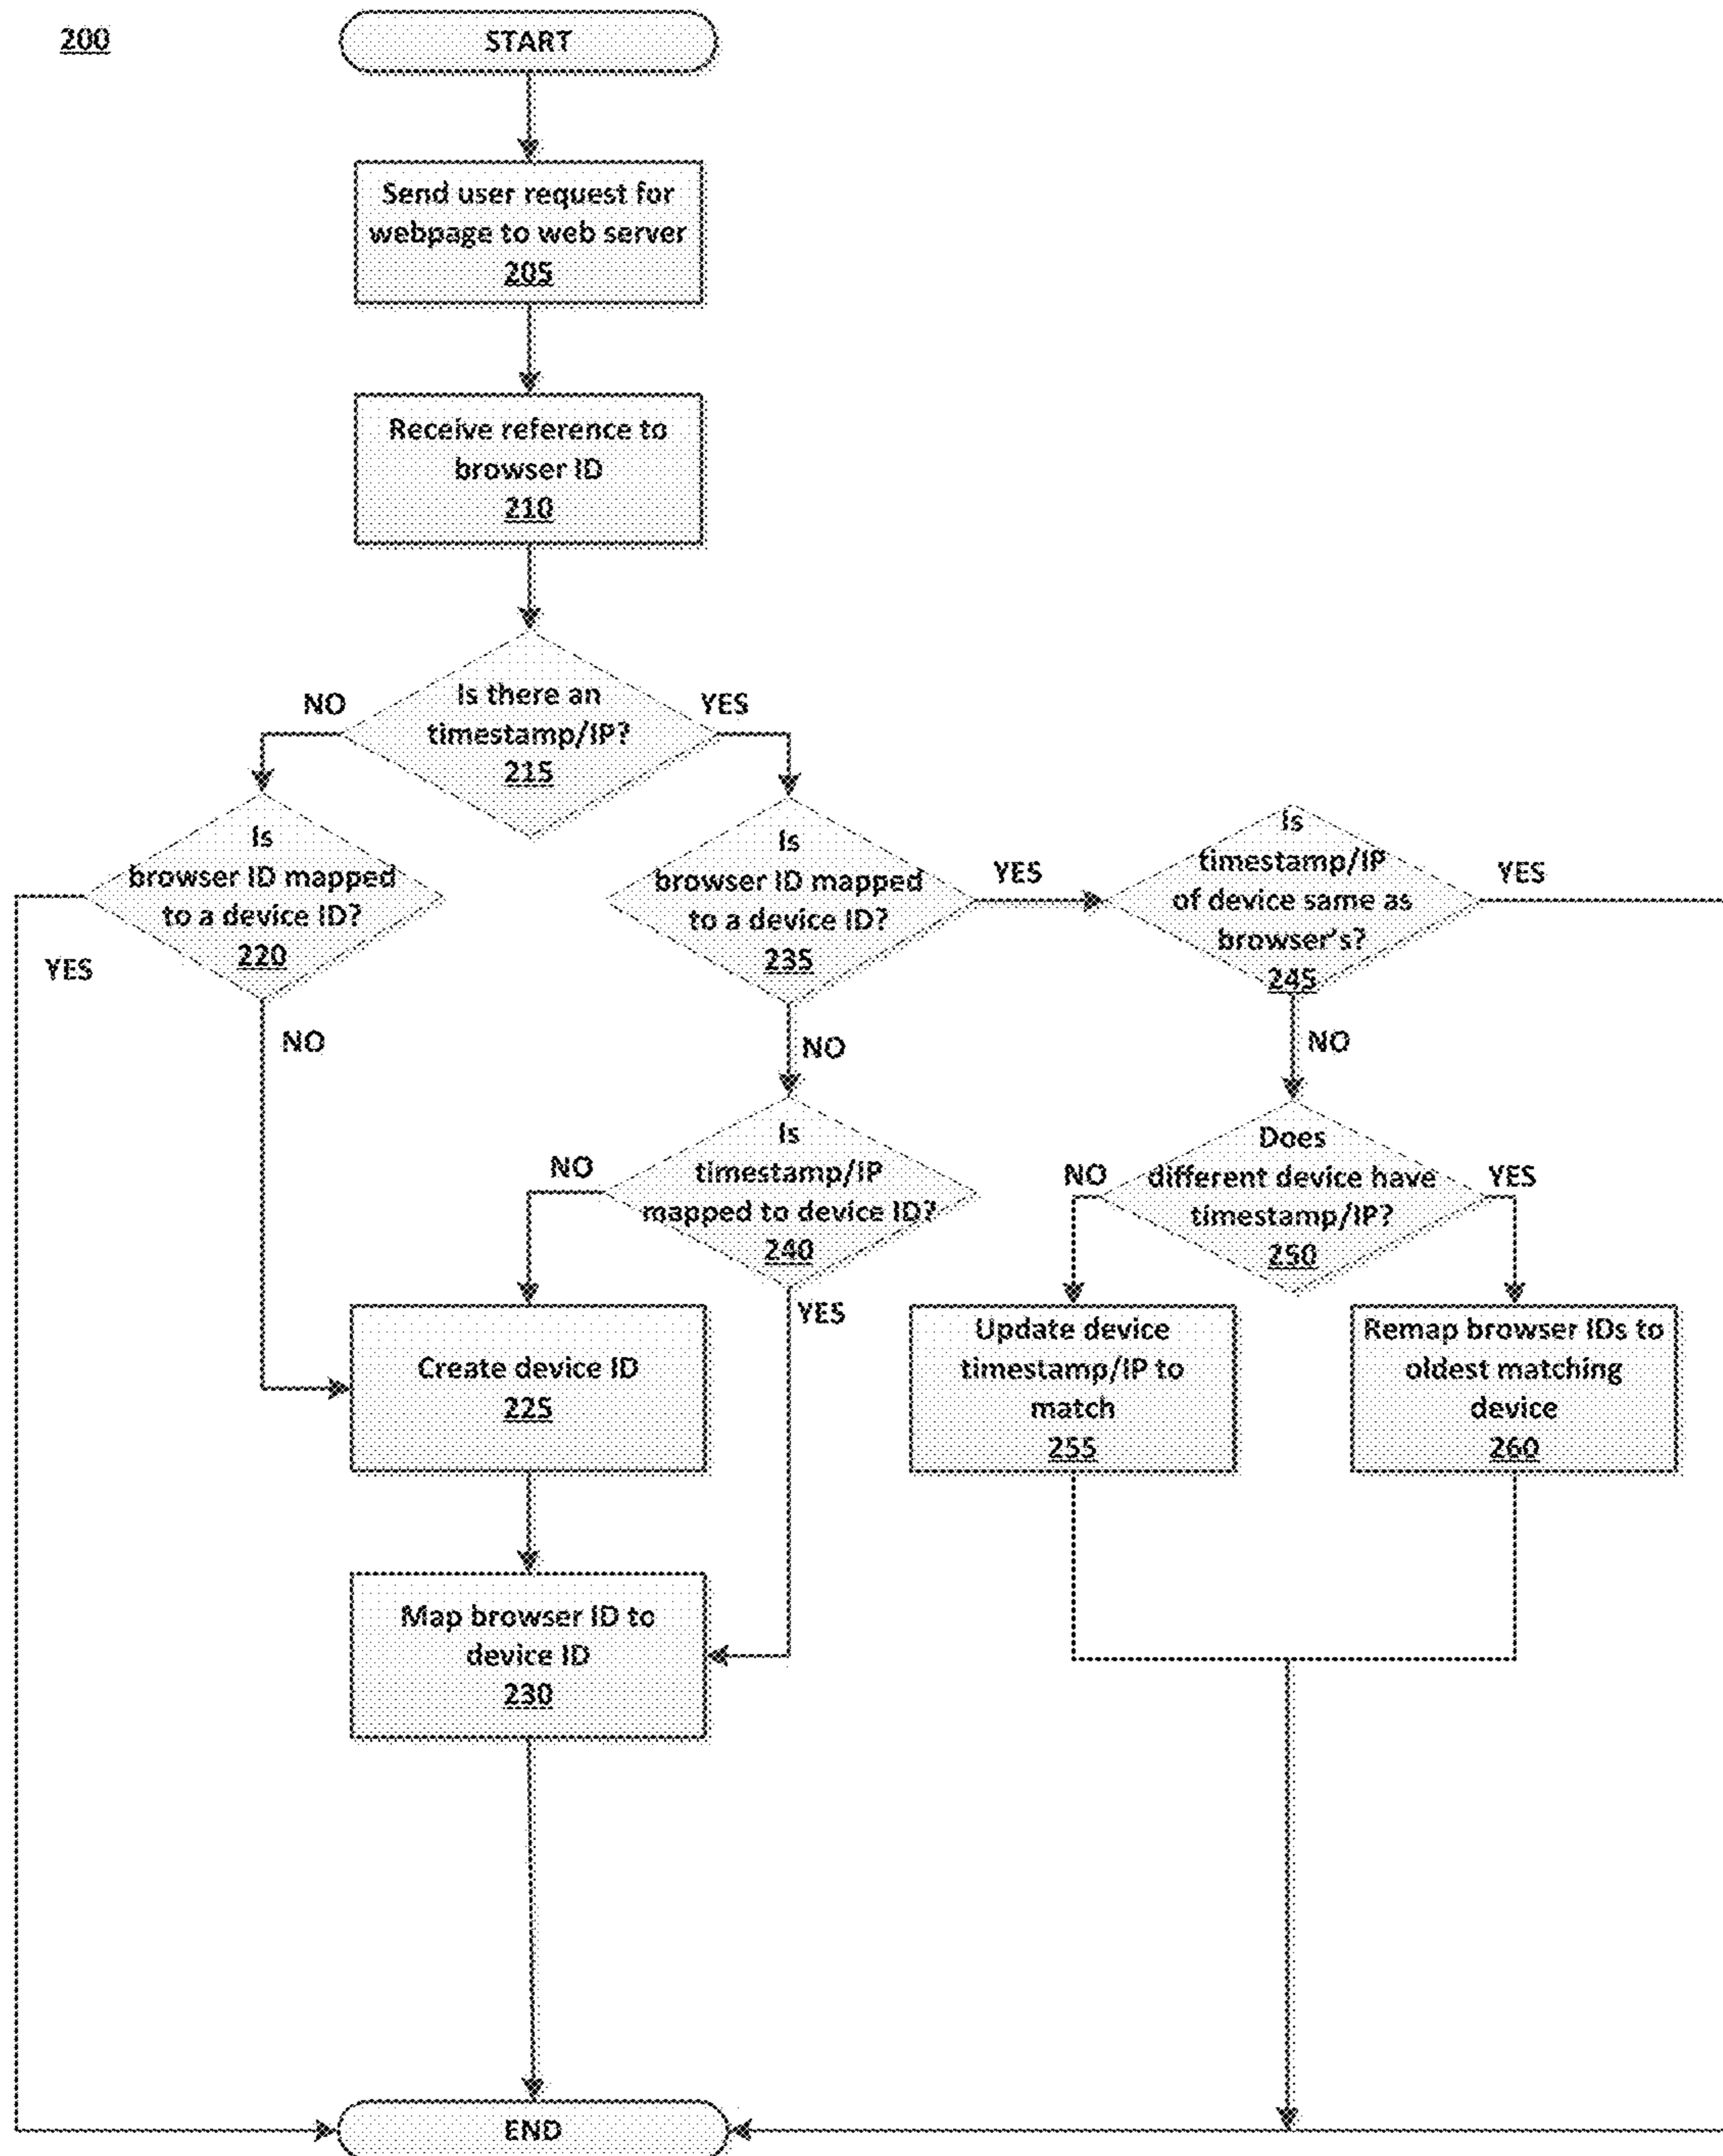 200
START
Send user request for
webpage to web server
205
Receive reference to
browser ID
210
Is there an
timestamp/IP?
215
NO
YES
Is
browser ID mapped
to a device ID?
220
YES
NO
Is
browser ID mapped
to a device ID?
235
YES
NO
Is
timestamp/IP
of device same as
browser's?
245
YES
NO
Is
timestamp/IP
mapped to device ID?
240
NO
YES
Does
different device have
timestamp/IP?
250
NO
YES
Create device ID
225
Update device
timestamp/IP to
match
255
Remap browser IDs to
oldest matching
device
260
Map browser ID to
device ID
230
END